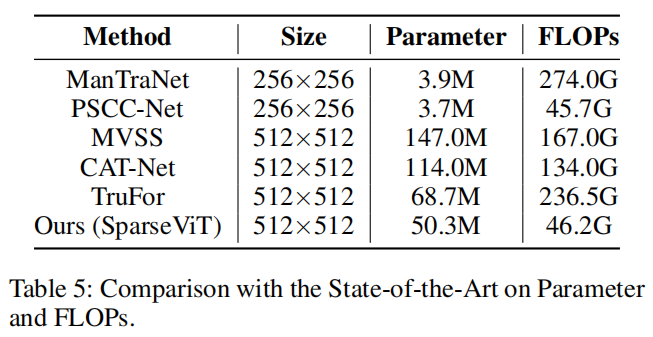 Method Size Parameter FLOPs
ManTraNet 256×256 3.9M 274.0G
PSCC-Net 256×256 3.7M 45.7G
MVSS 512×512 147.0M 167.0G
CAT-Net 512×512 114.0M 134.0G
TruFor 512×512 68.7M 236.5G
Ours (SparseViT) 512×512 50.3M 46.2G
Table 5: Comparison with the State-of-the-Art on Parameter
and FLOPs.